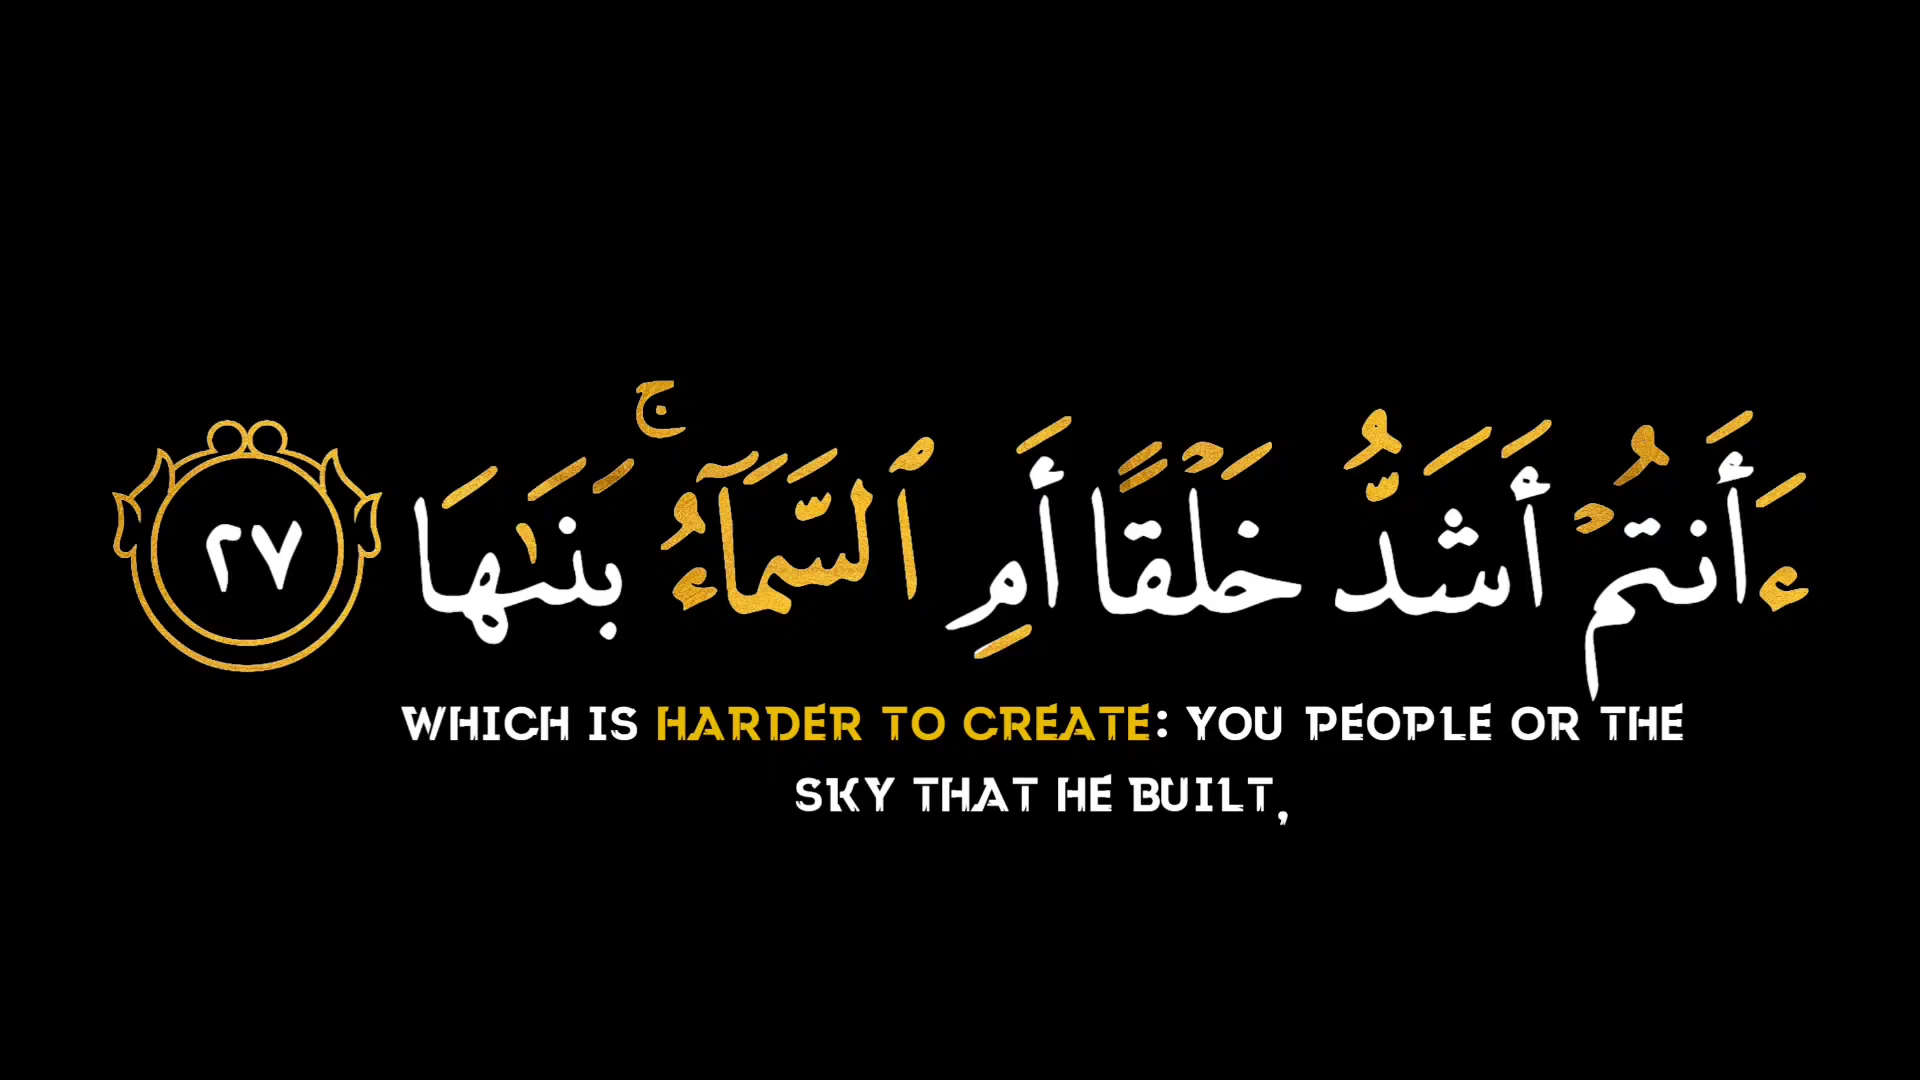 ءَأَنتُمْ أَشَدُّ خَلْقًا أَمِ ٱلسَّمَآءُ ۚ بَنَىٰهَا ٢٧
WHICH IS HARDER TO CREATE: YOU PEOPLE OR THE
SKY THAT HE BUILT,